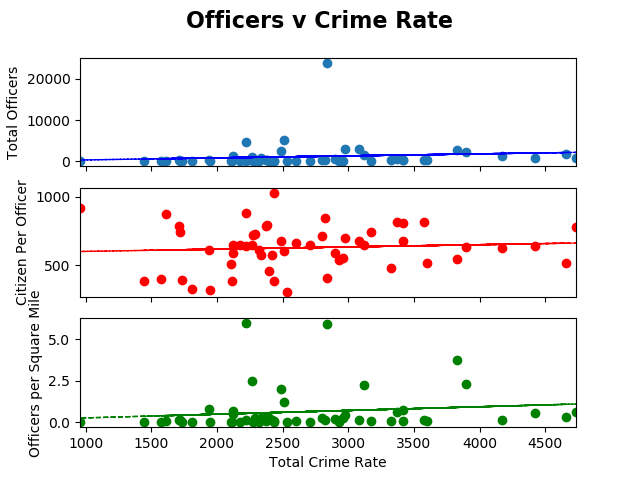 Officers v Crime Rate
Total Officers
20000
10000
0
Citizen Per Officer
1000
500
Officers per Square Mile
5.0
2.5
0.0
1000 1500 2000 2500 3000 3500 4000 4500
Total Crime Rate